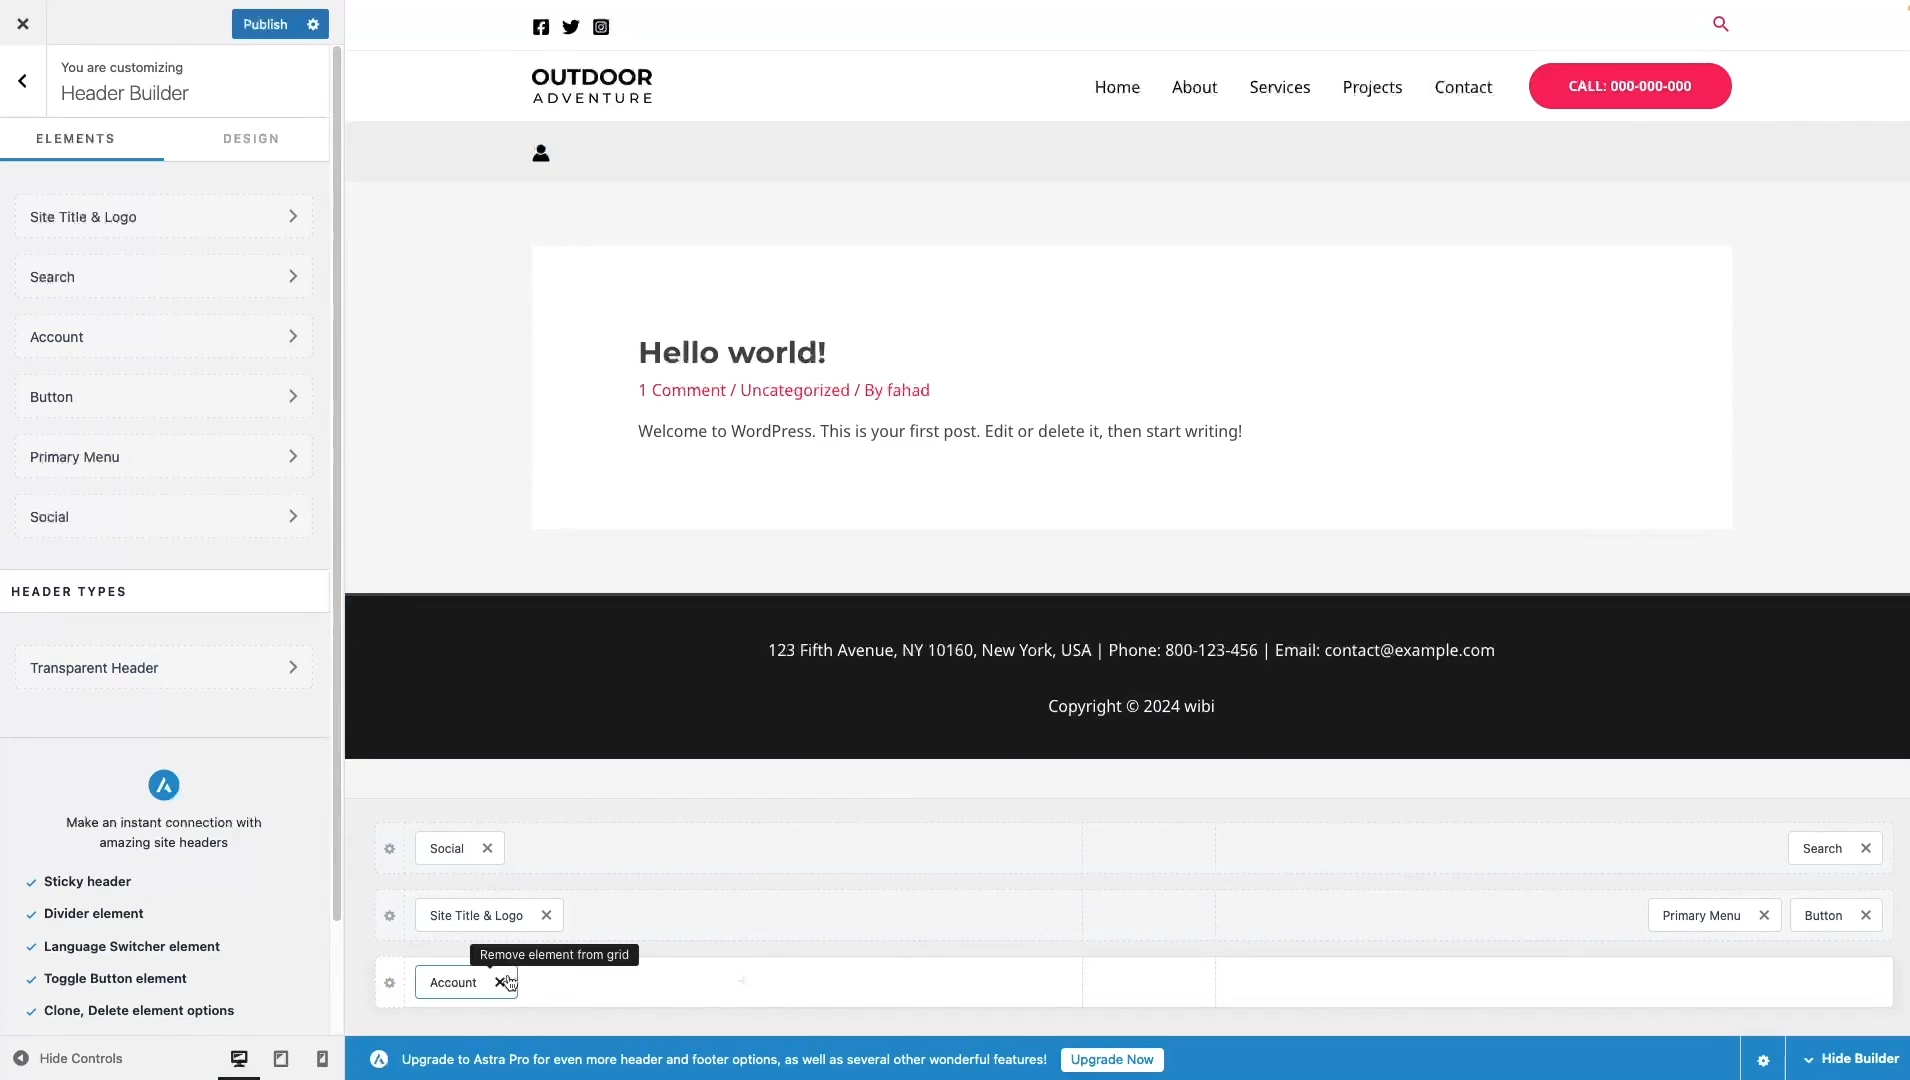 Publish
You are customizing
Header Builder
ELEMENTS
DESIGN
Site Title & Logo
Search
Account
Button
Primary Menu
Social
HEADER TYPES
Transparent Header
Make an instant connection with
amazing site headers
Sticky header
Divider element
Language Switcher element
Toggle Button element
Clone, Delete element options
Hide Controls
OUTDOOR
ADVENTURE
Home
About
Services
Projects
Contact
CALL: 000-000-000
Hello world!
1 Comment / Uncategorized / By fahad
Welcome to WordPress. This is your first post. Edit or delete it, then start writing!
123 Fifth Avenue, NY 10160, New York, USA | Phone: 800-123-456 | Email: contact@example.com
Copyright © 2024 wibi
Social
Search
Site Title & Logo
Primary Menu
Button
Remove element from grid
Account
Upgrade to Astra Pro for even more header and footer options, as well as several other wonderful features!
Upgrade Now
Hide Builder